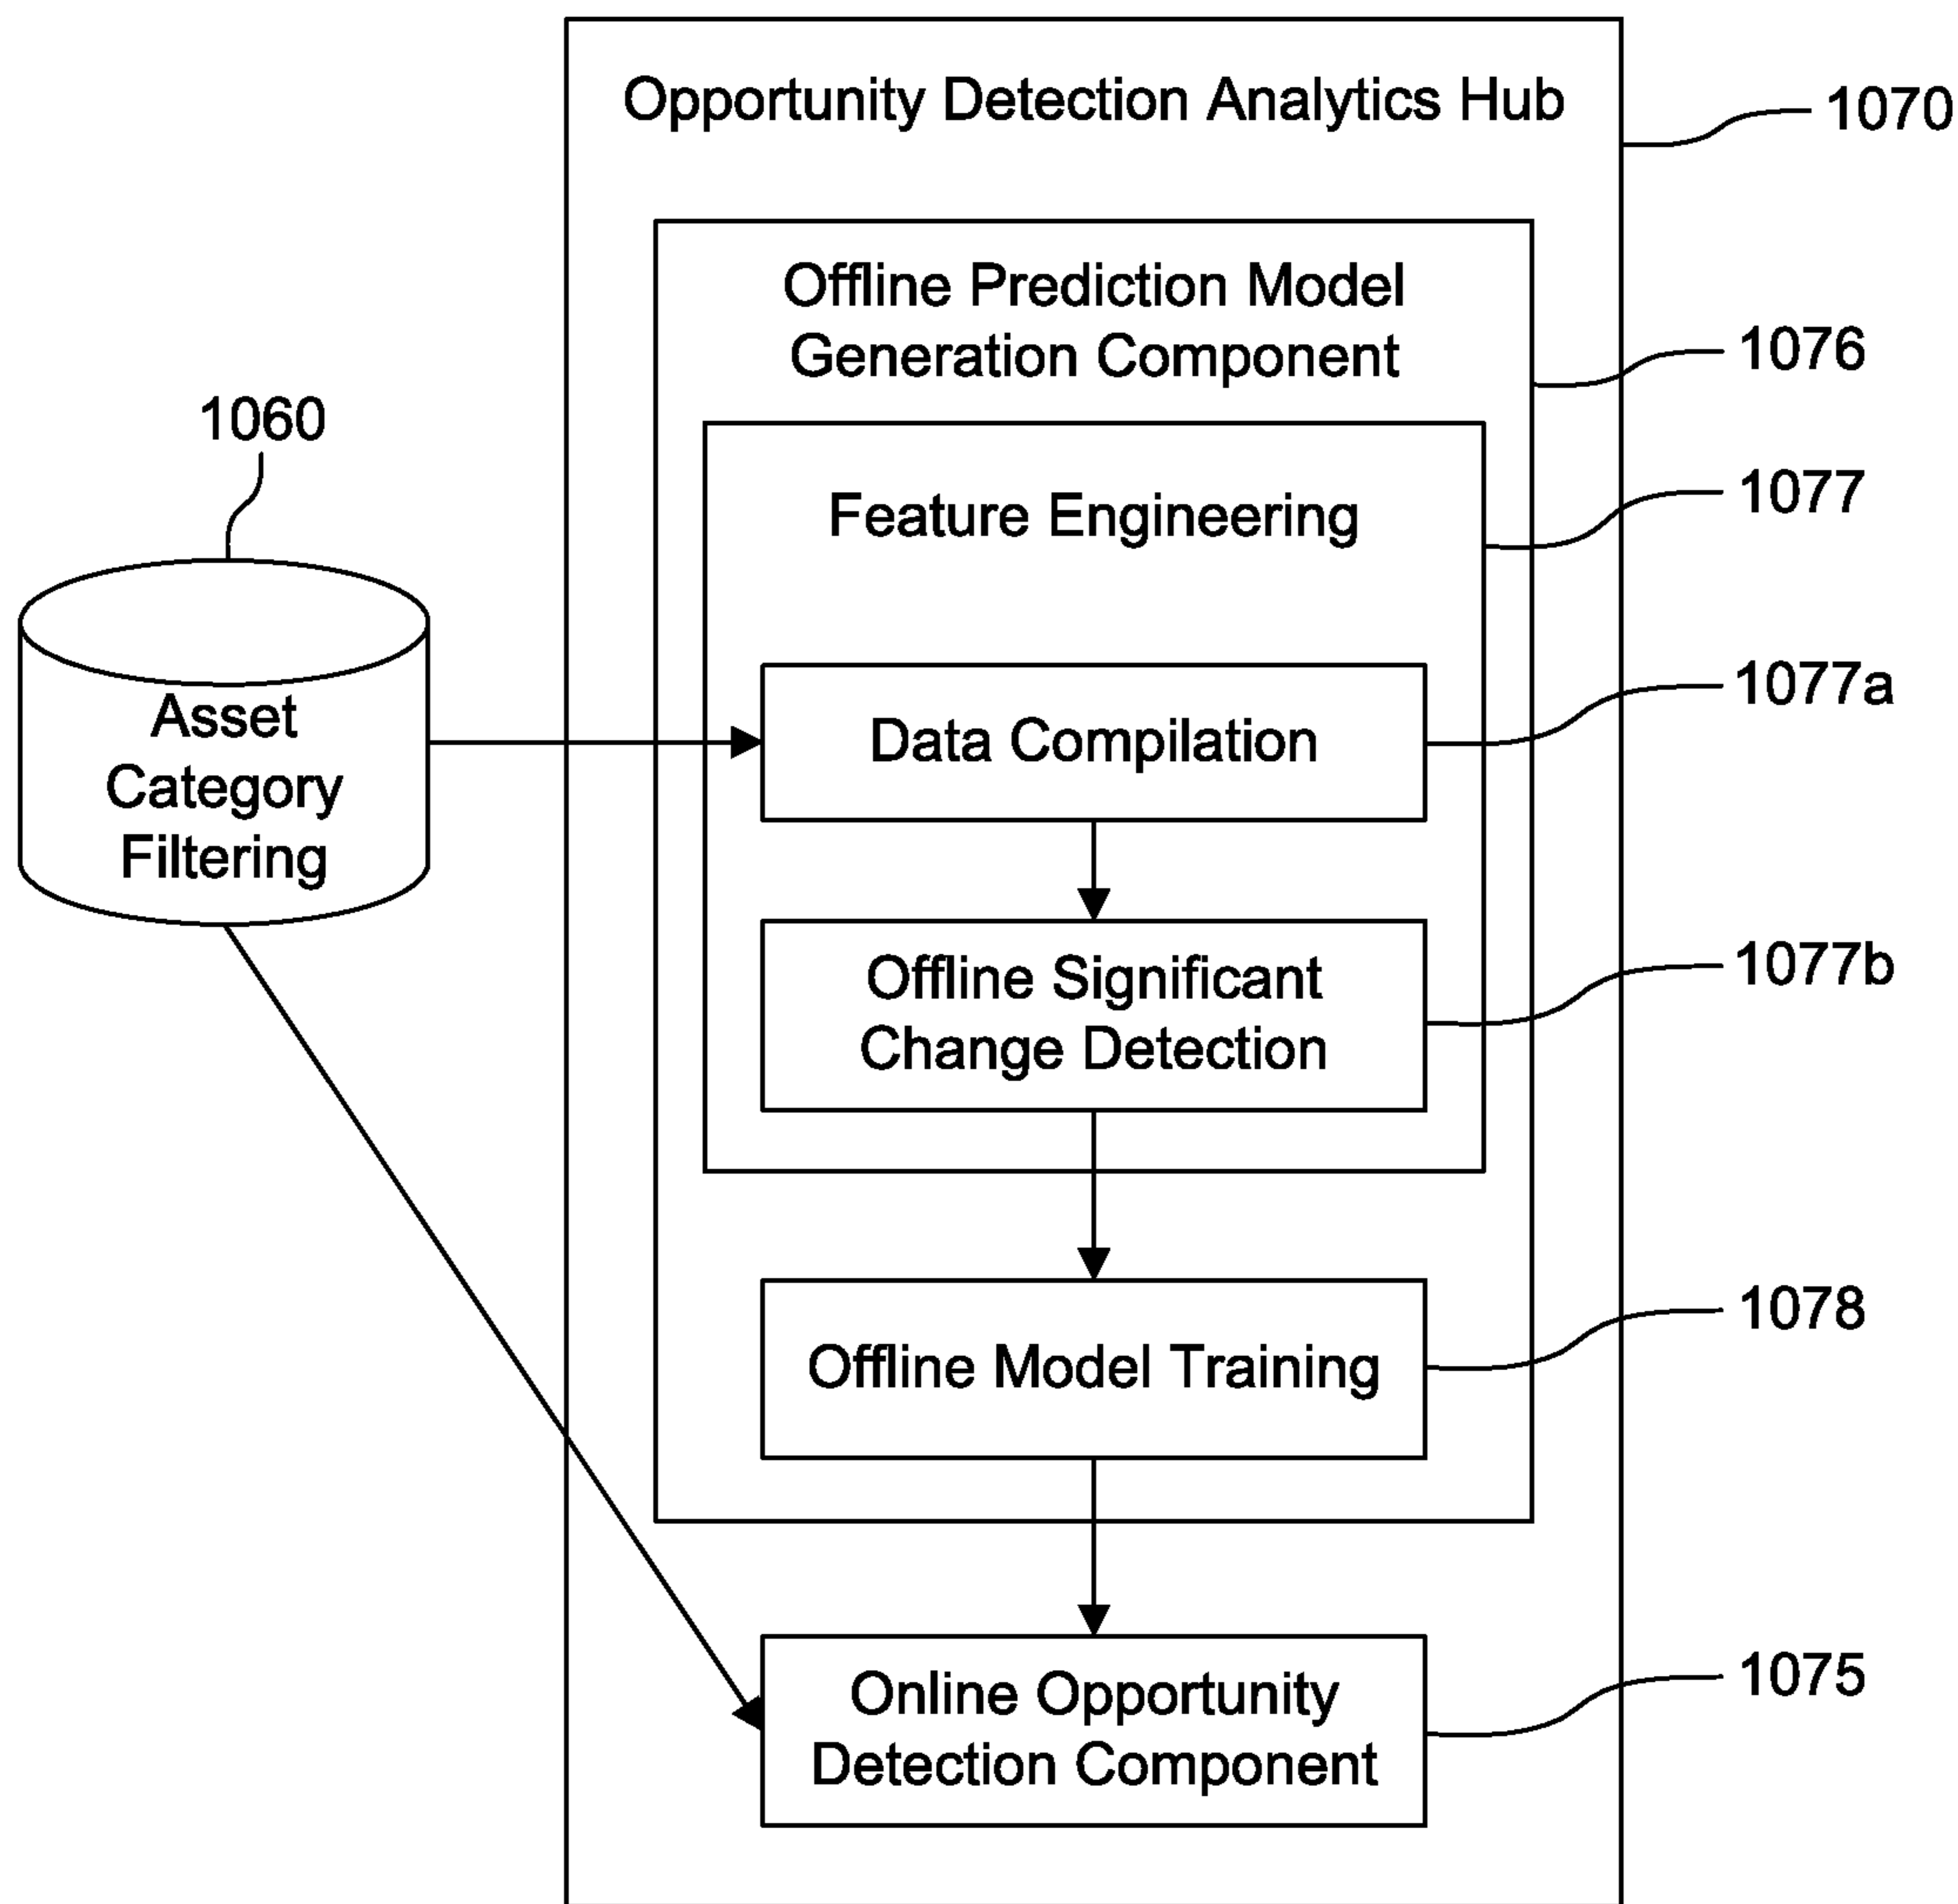 Opportunity Detection Analytics Hub
1070
Offline Prediction Model
Generation Component
1076
1060
Feature Engineering
1077
Asset
Category
Filtering
Data Compilation
1077a
Offline Significant
Change Detection
1077b
Offline Model Training
1078
Online Opportunity
Detection Component
1075